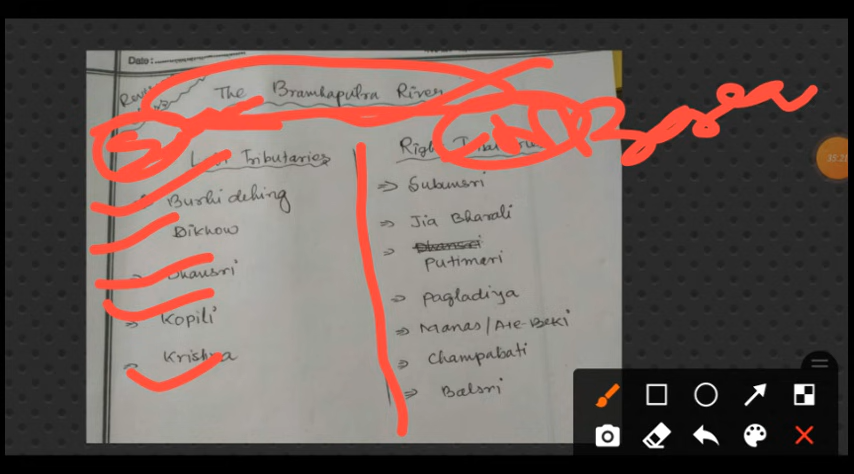 Date:
The Bramhaputra River
Left Tributaries
Burhi dehing
Dikhow
Dhansri
Kopili
Krishna
Right Tributaries
Subansri
Jia Bharali
Putimari
Pagladiya
Manas/Aie-Beki
Champabati
Balsri